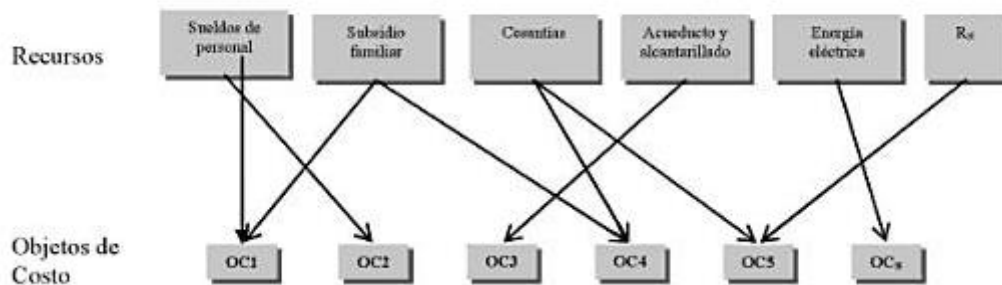 Recursos
Sueldos de
personal
Subsidio
familiar
Cesantías
Acueducto y
alcantarillado
Energía
eléctrica
Rn
Objetos de
Costo
OC1
OC2
OC3
OC4
OC5
OCn